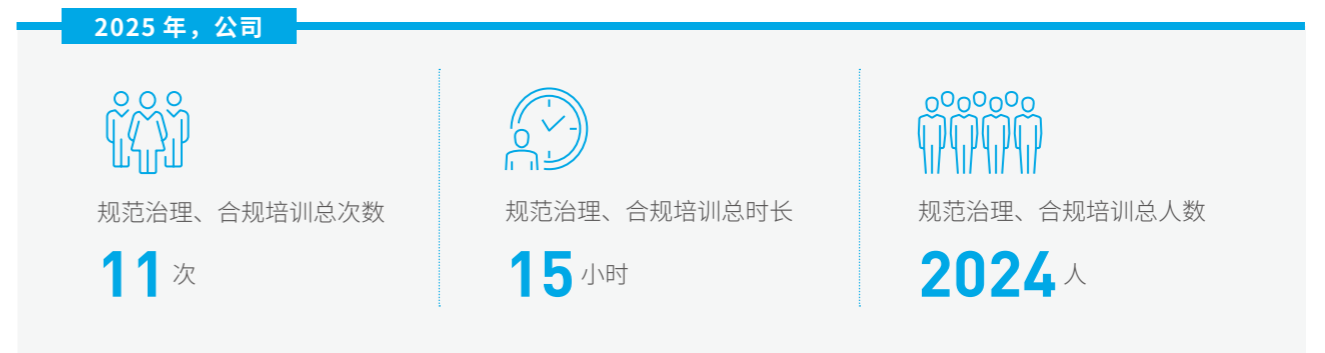 2025 年，公司
规范治理、合规培训总次数
11 次
规范治理、合规培训总时长
15 小时
规范治理、合规培训总人数
2024 人